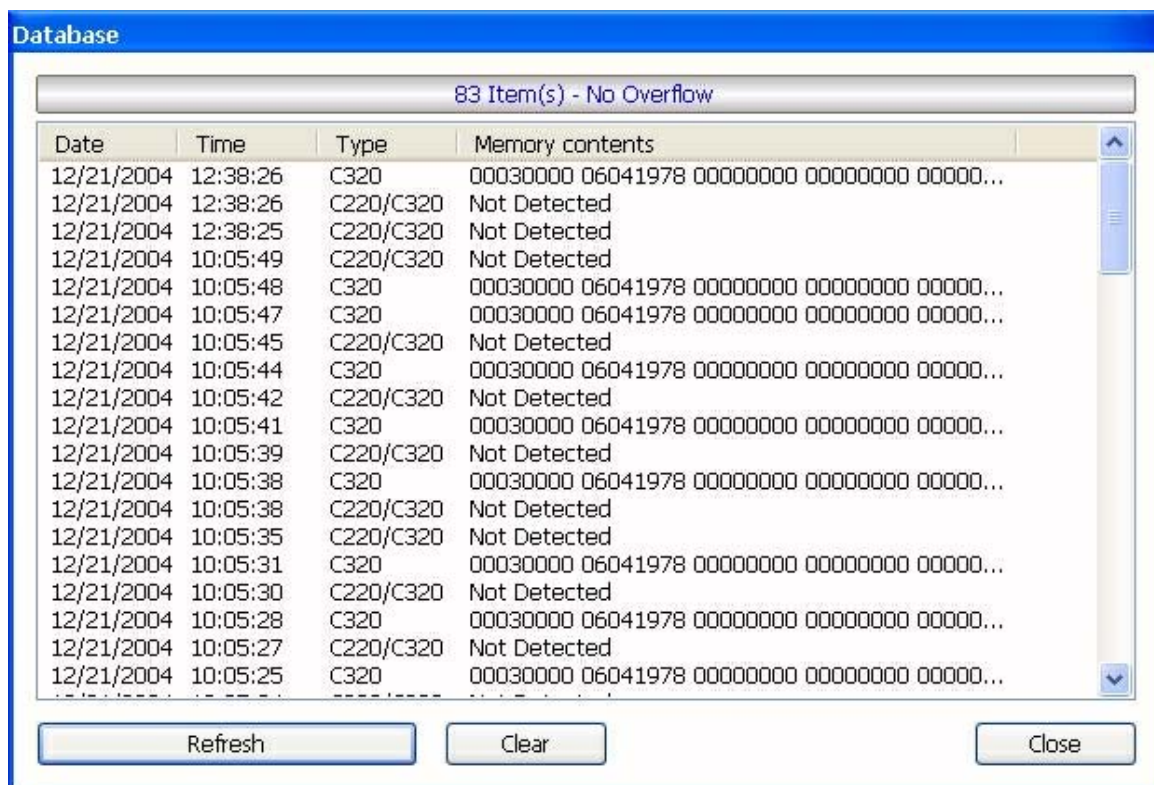 Database
83 Item(s) - No Overflow
Date Time Type Memory contents
12/21/2004 12:38:26 C320 00030000 06041978 00000000 00000000 00000...
12/21/2004 12:38:26 C220/C320 Not Detected
12/21/2004 12:38:25 C220/C320 Not Detected
12/21/2004 10:05:49 C220/C320 Not Detected
12/21/2004 10:05:48 C320 00030000 06041978 00000000 00000000 00000...
12/21/2004 10:05:47 C320 00030000 06041978 00000000 00000000 00000...
12/21/2004 10:05:45 C220/C320 Not Detected
12/21/2004 10:05:44 C320 00030000 06041978 00000000 00000000 00000...
12/21/2004 10:05:42 C220/C320 Not Detected
12/21/2004 10:05:41 C320 00030000 06041978 00000000 00000000 00000...
12/21/2004 10:05:39 C220/C320 Not Detected
12/21/2004 10:05:38 C320 00030000 06041978 00000000 00000000 00000...
12/21/2004 10:05:38 C220/C320 Not Detected
12/21/2004 10:05:35 C220/C320 Not Detected
12/21/2004 10:05:31 C320 00030000 06041978 00000000 00000000 00000...
12/21/2004 10:05:30 C220/C320 Not Detected
12/21/2004 10:05:28 C320 00030000 06041978 00000000 00000000 00000...
12/21/2004 10:05:27 C220/C320 Not Detected
12/21/2004 10:05:25 C320 00030000 06041978 00000000 00000000 00000...
Refresh Clear Close